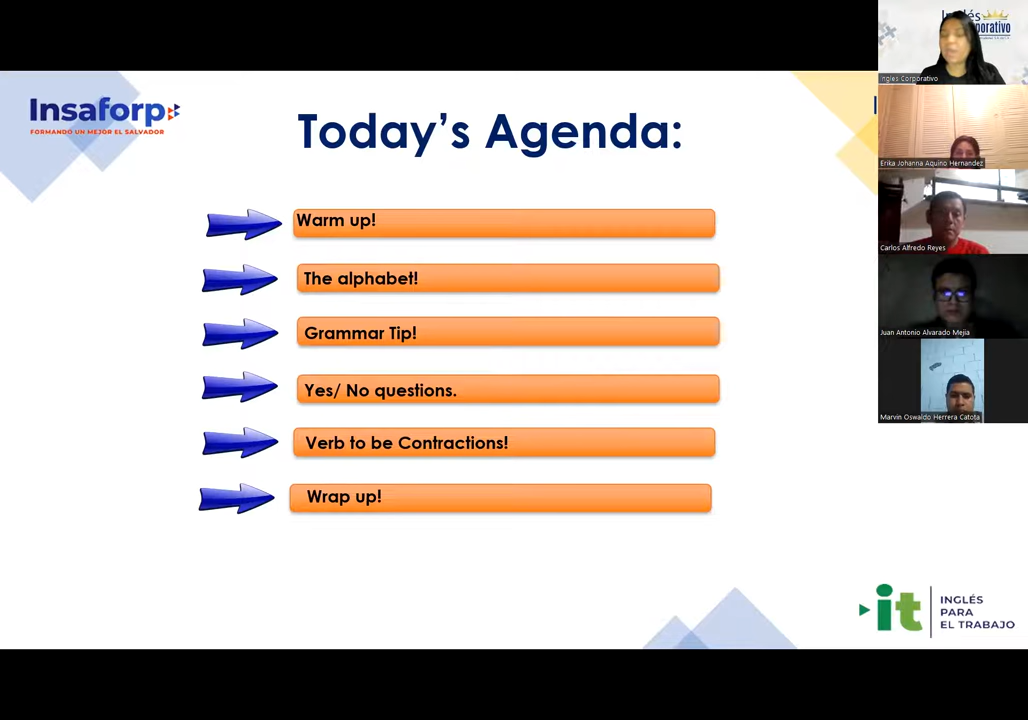 Insaforp
FORMANDO UN MEJOR EL SALVADOR
Today's Agenda:
Warm up!
The alphabet!
Grammar Tip!
Yes/ No questions.
Verb to be Contractions!
Wrap up!
it
INGLÉS
PARA
EL TRABAJO
Ingles Corporativo
Erika Johanna Aquino Hernandez
Carlos Alfredo Reyes
Juan Antonio Alvarado Mejia
Marvin Oswaldo Herrera Catota